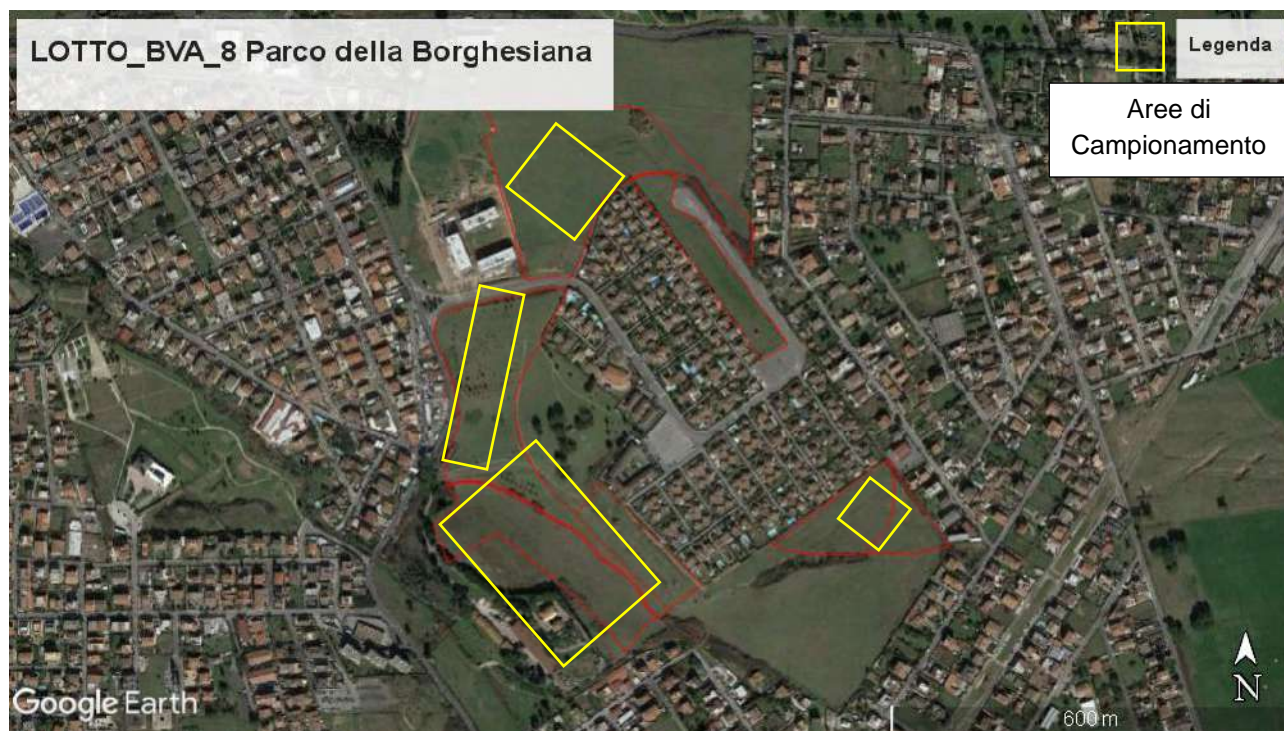 LOTTO_BVA_8 Parco della Borghesiana
Legenda
Aree di
Campionamento
Google Earth
N
600 m